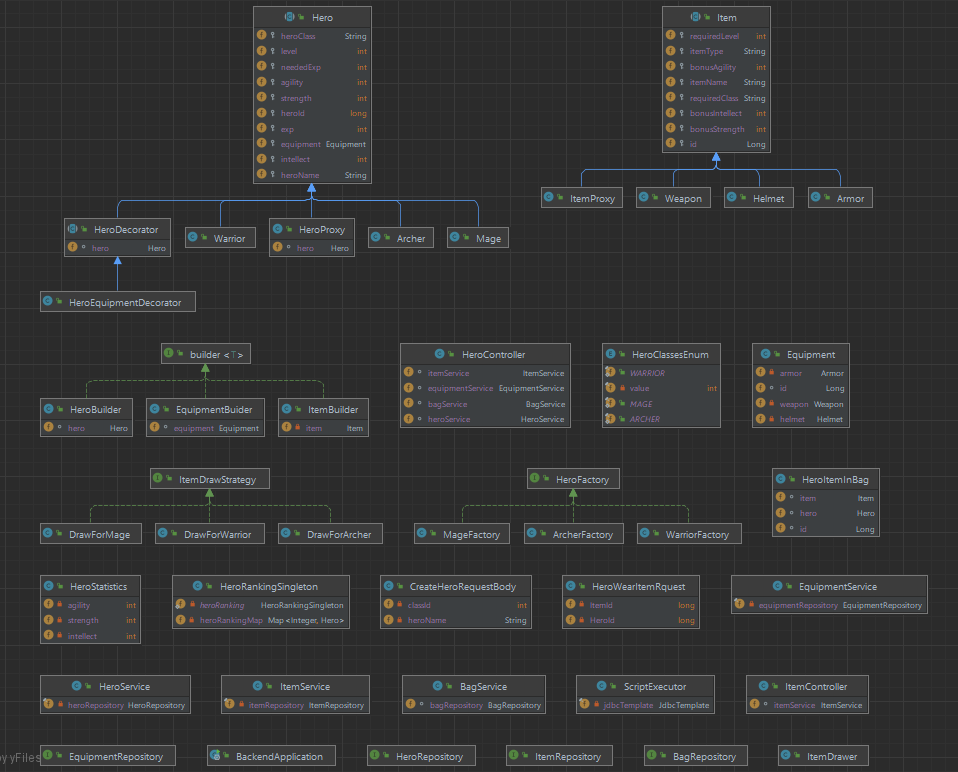 Hero
heroClass String
level int
neededExp int
agility int
strength int
heroId long
exp int
equipment Equipment
intellect int
heroName String
Item
requiredLevel int
itemType String
bonusAgility int
itemName String
requiredClass String
bonusIntellect int
bonusStrength int
id Long
ItemProxy
Weapon
Helmet
Armor
HeroDecorator
hero Hero
Warrior
HeroProxy
hero Hero
Archer
Mage
HeroEquipmentDecorator
builder <T>
HeroBuilder
hero Hero
EquipmentBuider
equipment Equipment
ItemBuilder
item Item
HeroController
itemService ItemService
equipmentService EquipmentService
bagService BagService
heroService HeroService
HeroClassesEnum
WARRIOR
value int
MAGE
ARCHER
Equipment
armor Armor
id Long
weapon Weapon
helmet Helmet
ItemDrawStrategy
DrawForMage
DrawForWarrior
DrawForArcher
HeroFactory
MageFactory
ArcherFactory
WarriorFactory
HeroItemInBag
item Item
hero Hero
id Long
HeroStatistics
agility int
strength int
intellect int
HeroRankingSingleton
heroRanking HeroRankingSingleton
heroRankingMap Map<Integer, Hero>
CreateHeroRequestBody
classId int
heroName String
HeroWearItemRquest
ItemId long
HeroId long
EquipmentService
equipmentRepository EquipmentRepository
HeroService
heroRepository HeroRepository
ItemService
itemRepository ItemRepository
BagService
bagRepository BagRepository
ScriptExecutor
jdbcTemplate JdbcTemplate
ItemController
itemService ItemService
EquipmentRepository
BackendApplication
HeroRepository
ItemRepository
BagRepository
ItemDrawer
by yFiles